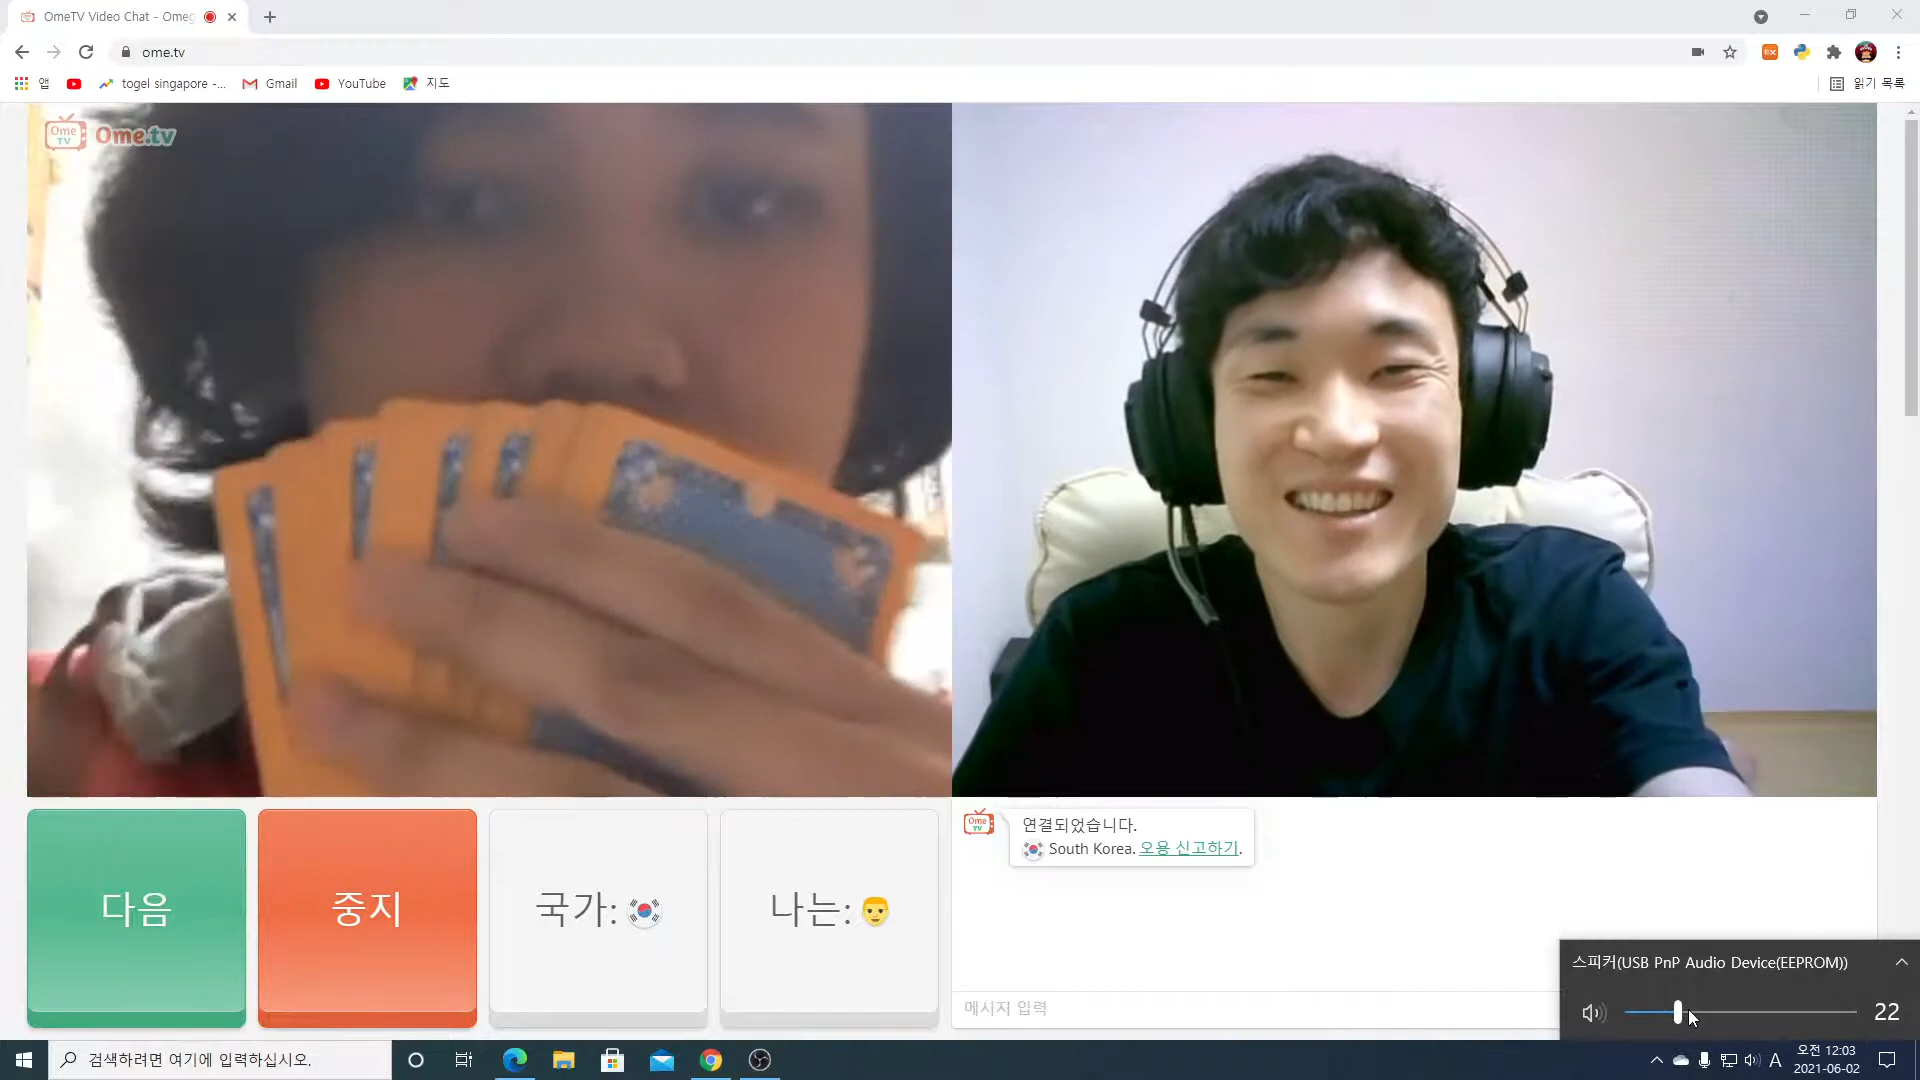 OmeTV Video Chat - Omeg
ome.tv
앱
togel singapore -...
Gmail
YouTube
지도
읽기 목록
Ome TV
Ome.tv
다음
중지
국가:
나는:
Ome TV
연결되었습니다.
South Korea. 오용 신고하기.
메시지 입력
스피커(USB PnP Audio Device(EEPROM))
22
검색하려면 여기에 입력하십시오.
A
오전 12:03
2021-06-02